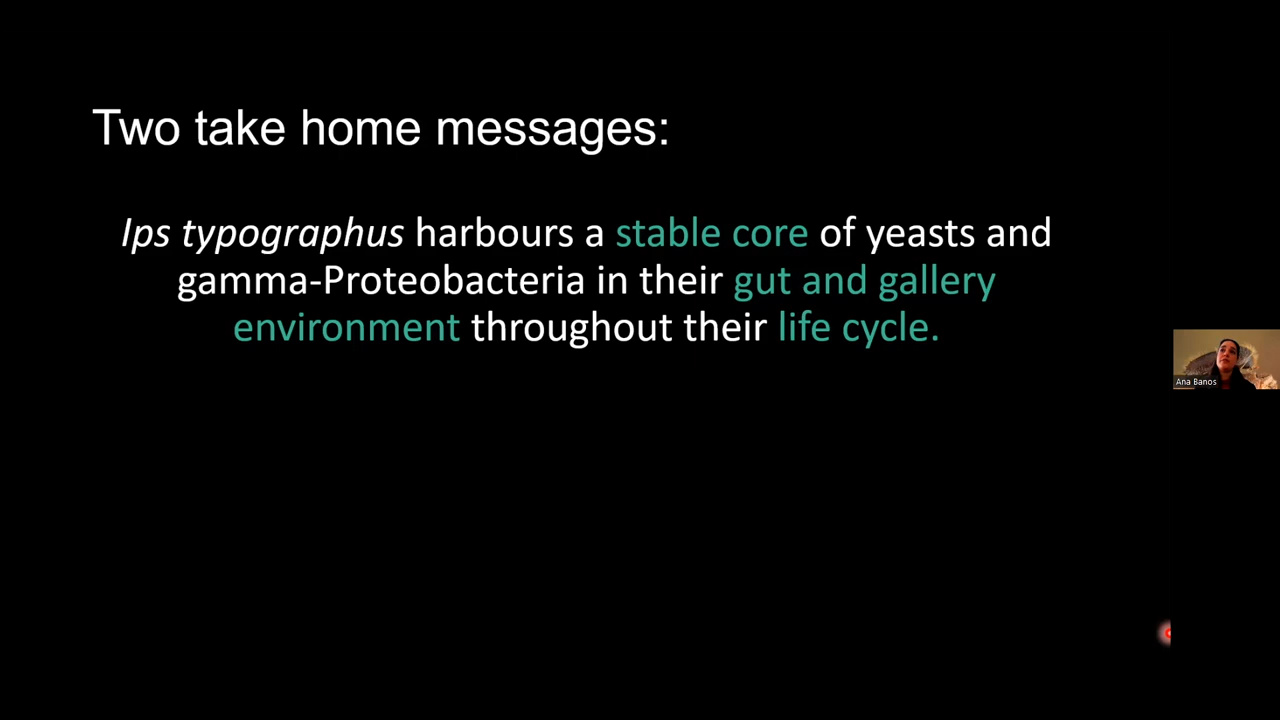 Two take home messages:
Ips typographus harbours a stable core of yeasts and
gamma-Proteobacteria in their gut and gallery
environment throughout their life cycle.
Ana Banos